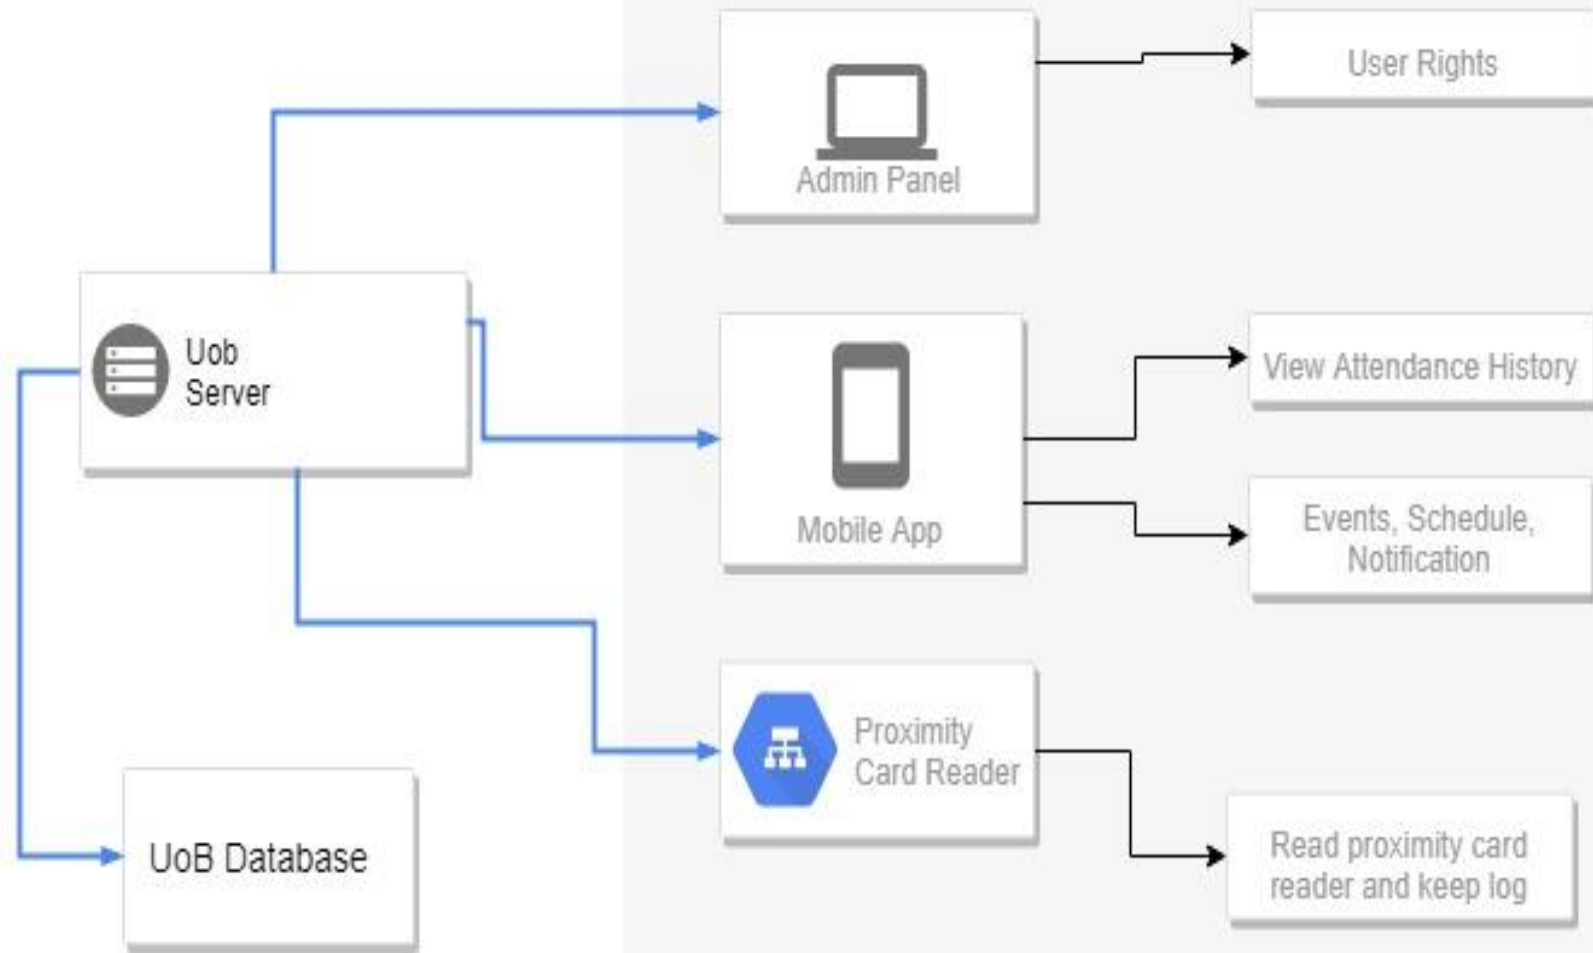 User Rights
Admin Panel
Uob
Server
View Attendance History
Mobile App
Events, Schedule,
Notification
Proximity
Card Reader
UoB Database
Read proximity card
reader and keep log